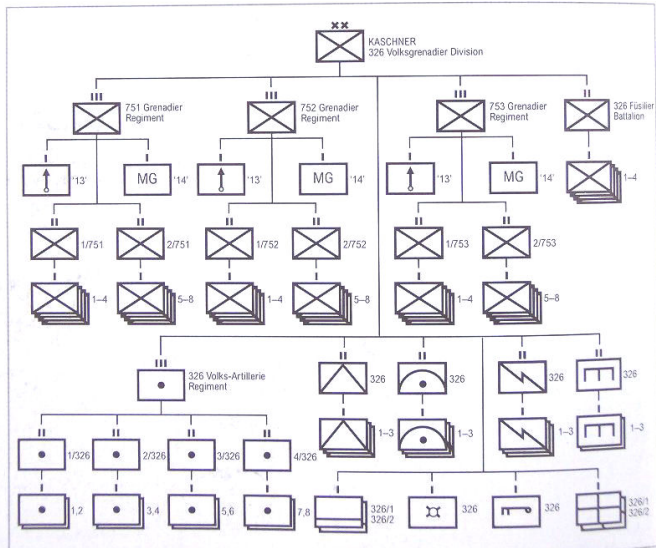 KASCHNER
326 Volksgrenadier Division
751 Grenadier
Regiment
752 Grenadier
Regiment
753 Grenadier
Regiment
326 Füsilier
Battalion
'13'
MG
'14'
'13'
MG
'14'
'13'
MG
'14'
1–4
1/751
2/751
1/752
2/752
1/753
2/753
1–4
5–8
1–4
5–8
1–4
5–8
326 Volks-Artillerie
Regiment
326
326
326
326
1–3
1–3
1–3
1–3
1/326
2/326
3/326
4/326
1,2
3,4
5,6
7,8
326/1
326/2
326
326
326/1
326/2